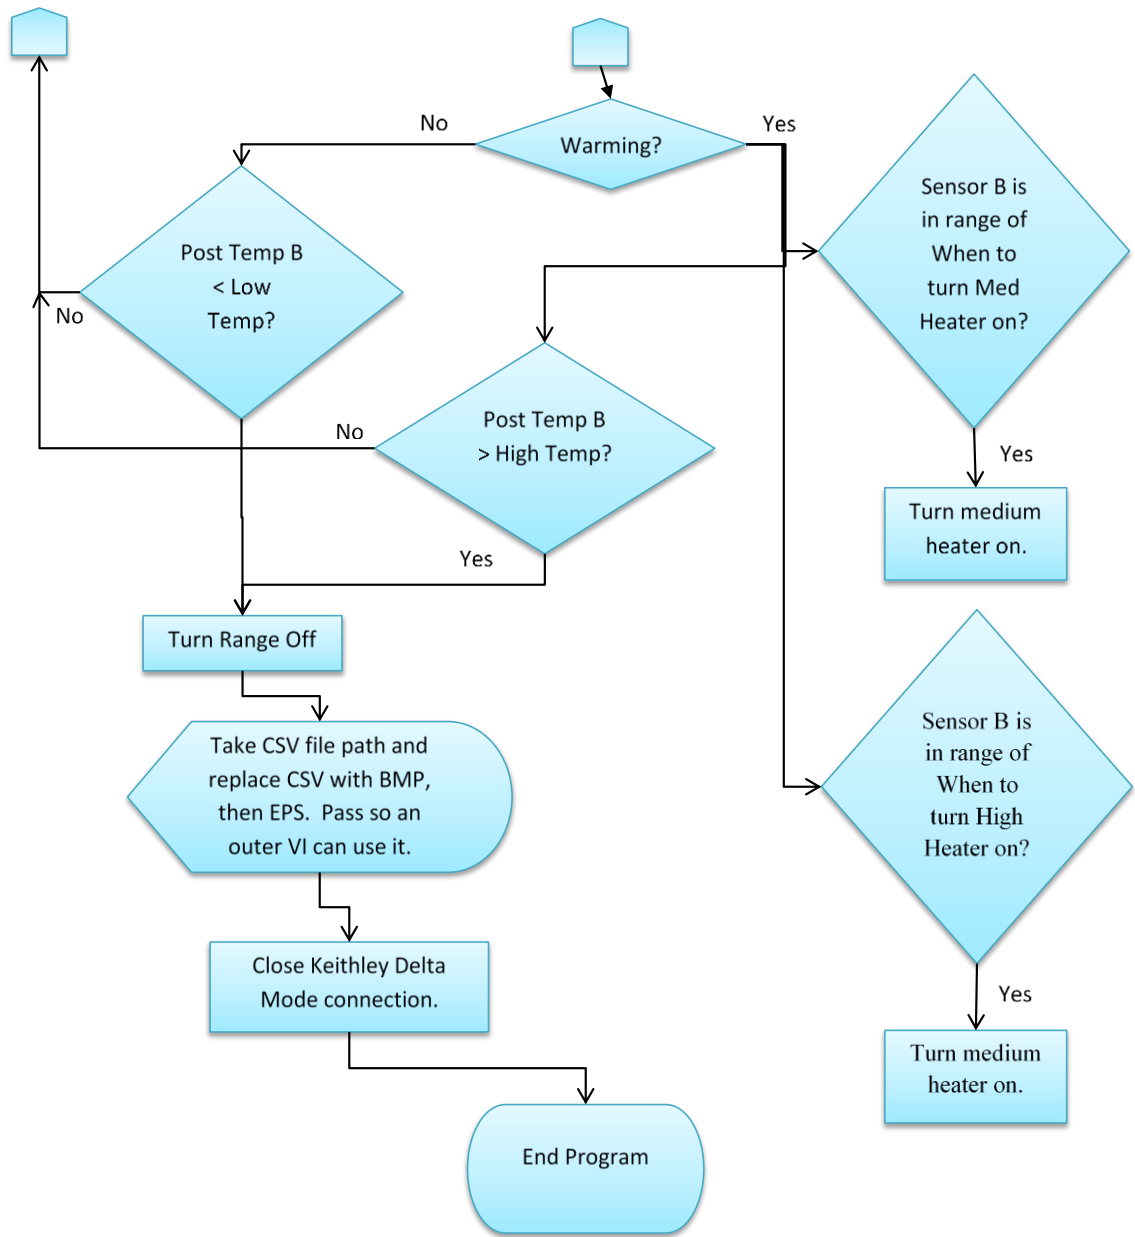 No
Warming?
Yes
Sensor B is
in range of
When to
turn Med
Heater on?
Post Temp B
< Low
Temp?
No
Post Temp B
> High Temp?
No
Yes
Turn medium
heater on.
Yes
Turn Range Off
Sensor B is
in range of
When to
turn High
Heater on?
Take CSV file path and
replace CSV with BMP,
then EPS.  Pass so an
outer VI can use it.
Close Keithley Delta
Mode connection.
Yes
Turn medium
heater on.
End Program